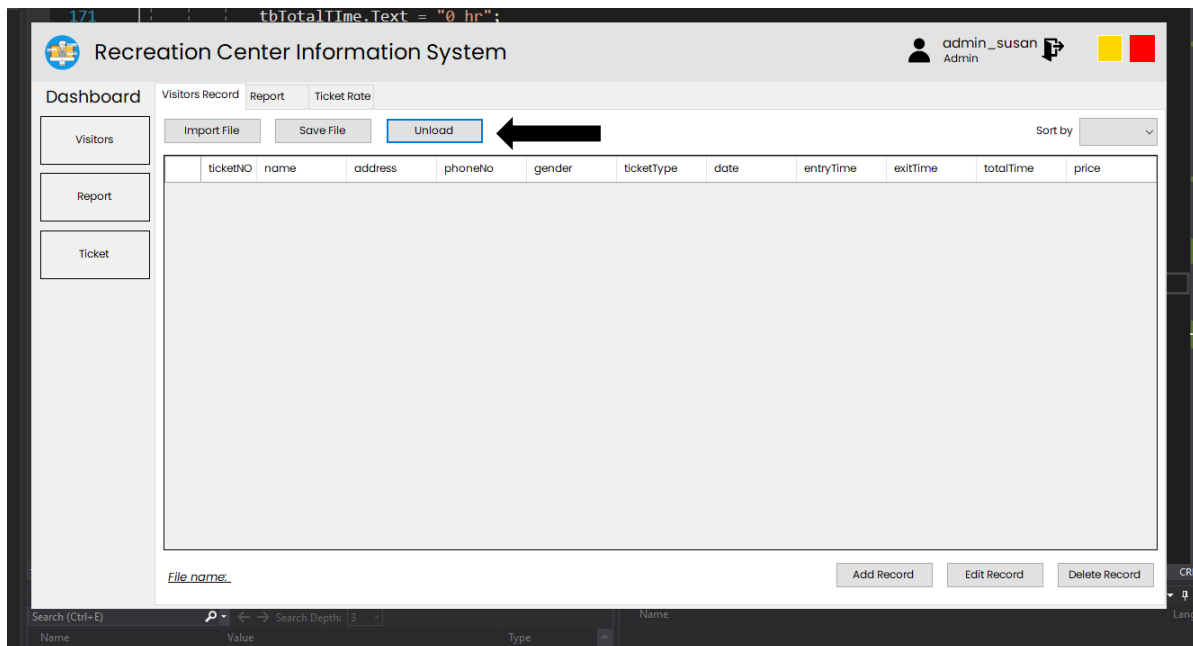 171 tbTotalTIme.Text = "0 hr";
Recreation Center Information System
admin_susan
Admin
Dashboard
Visitors Record Report Ticket Rate
Visitors
Import File Save File Unload Sort by
ticketNO name address phoneNo gender ticketType date entryTime exitTime totalTime price
Report
Ticket
File name:
Add Record Edit Record Delete Record
Search (Ctrl+E) Search Depth: 3 Name
Name Value Type